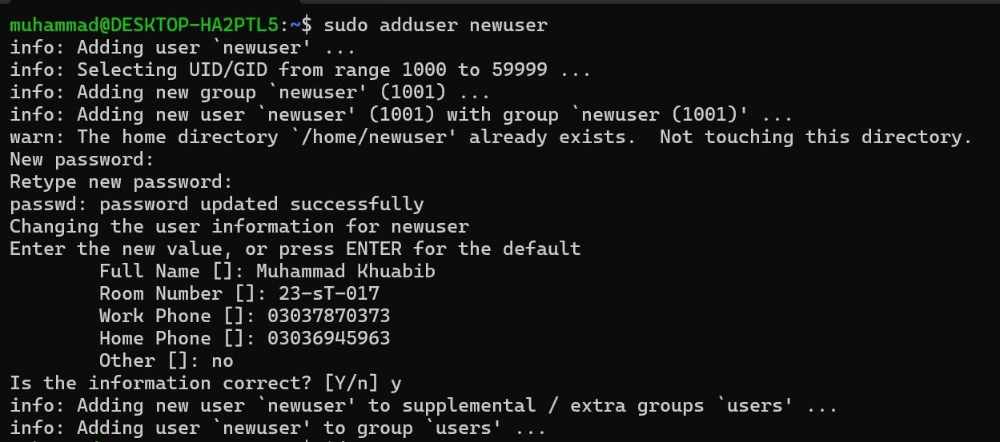 muhammad@DESKTOP-HA2PTL5:~$ sudo adduser newuser
info: Adding user `newuser' ...
info: Selecting UID/GID from range 1000 to 59999 ...
info: Adding new group `newuser' (1001) ...
info: Adding new user `newuser' (1001) with group `newuser (1001)' ...
warn: The home directory `/home/newuser' already exists.  Not touching this directory.
New password:
Retype new password:
passwd: password updated successfully
Changing the user information for newuser
Enter the new value, or press ENTER for the default
        Full Name []: Muhammad Khuabib
        Room Number []: 23-sT-017
        Work Phone []: 03037870373
        Home Phone []: 03036945963
        Other []: no
Is the information correct? [Y/n] y
info: Adding new user `newuser' to supplemental / extra groups `users' ...
info: Adding user `newuser' to group `users' ...